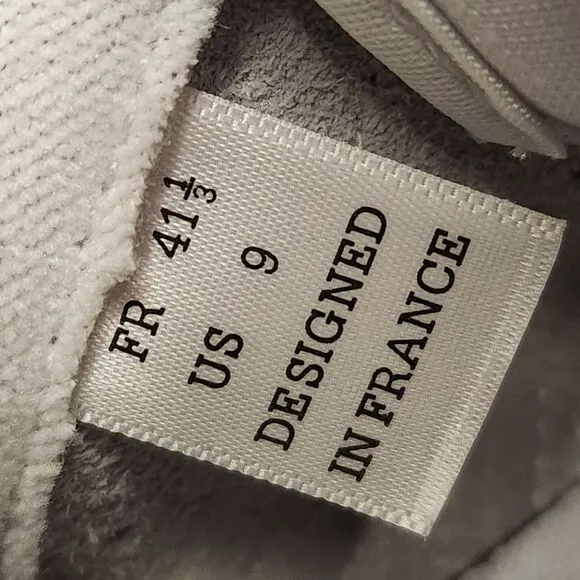 FR 41⅓
US 9
DESIGNED
IN FRANCE